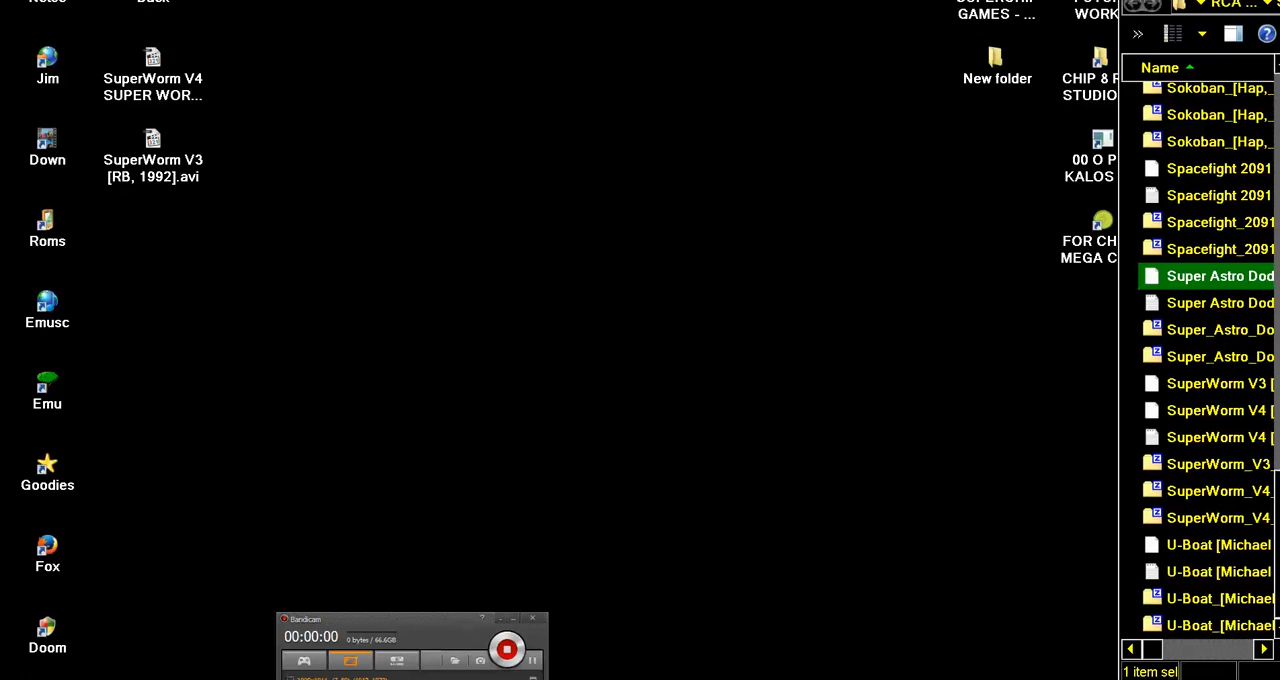 GAMES - ...
WORK
RCA ...
Jim
SuperWorm V4
SUPER WOR...
New folder
CHIP 8 F
STUDIO
Name
Sokoban_[Hap,_
Sokoban_[Hap,_
Sokoban_[Hap,_
Down
SuperWorm V3
[RB, 1992].avi
00 O P
KALOS
Spacefight 2091
Spacefight 2091
Spacefight_2091
Spacefight_2091
Roms
FOR CH
MEGA C
Super Astro Dod
Super Astro Dod
Super_Astro_Do
Super_Astro_Do
Emusc
Emu
SuperWorm V3 [
SuperWorm V4 [
SuperWorm V4 [
SuperWorm_V3_
SuperWorm_V4_
SuperWorm_V4_
Goodies
Fox
U-Boat [Michael
U-Boat [Michael
U-Boat_[Michael
U-Boat_[Michael
Doom
Bandicam
00:00:00
0 bytes / 66.6GB
1 item sel